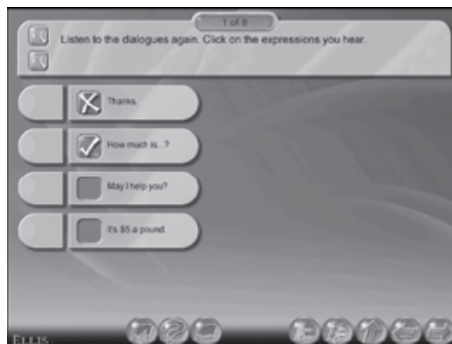 1 of 6
Listen to the dialogues again. Click on the expressions you hear.
Thanks.
How much is...?
May I help you?
It's $5 a pound
ELLIS